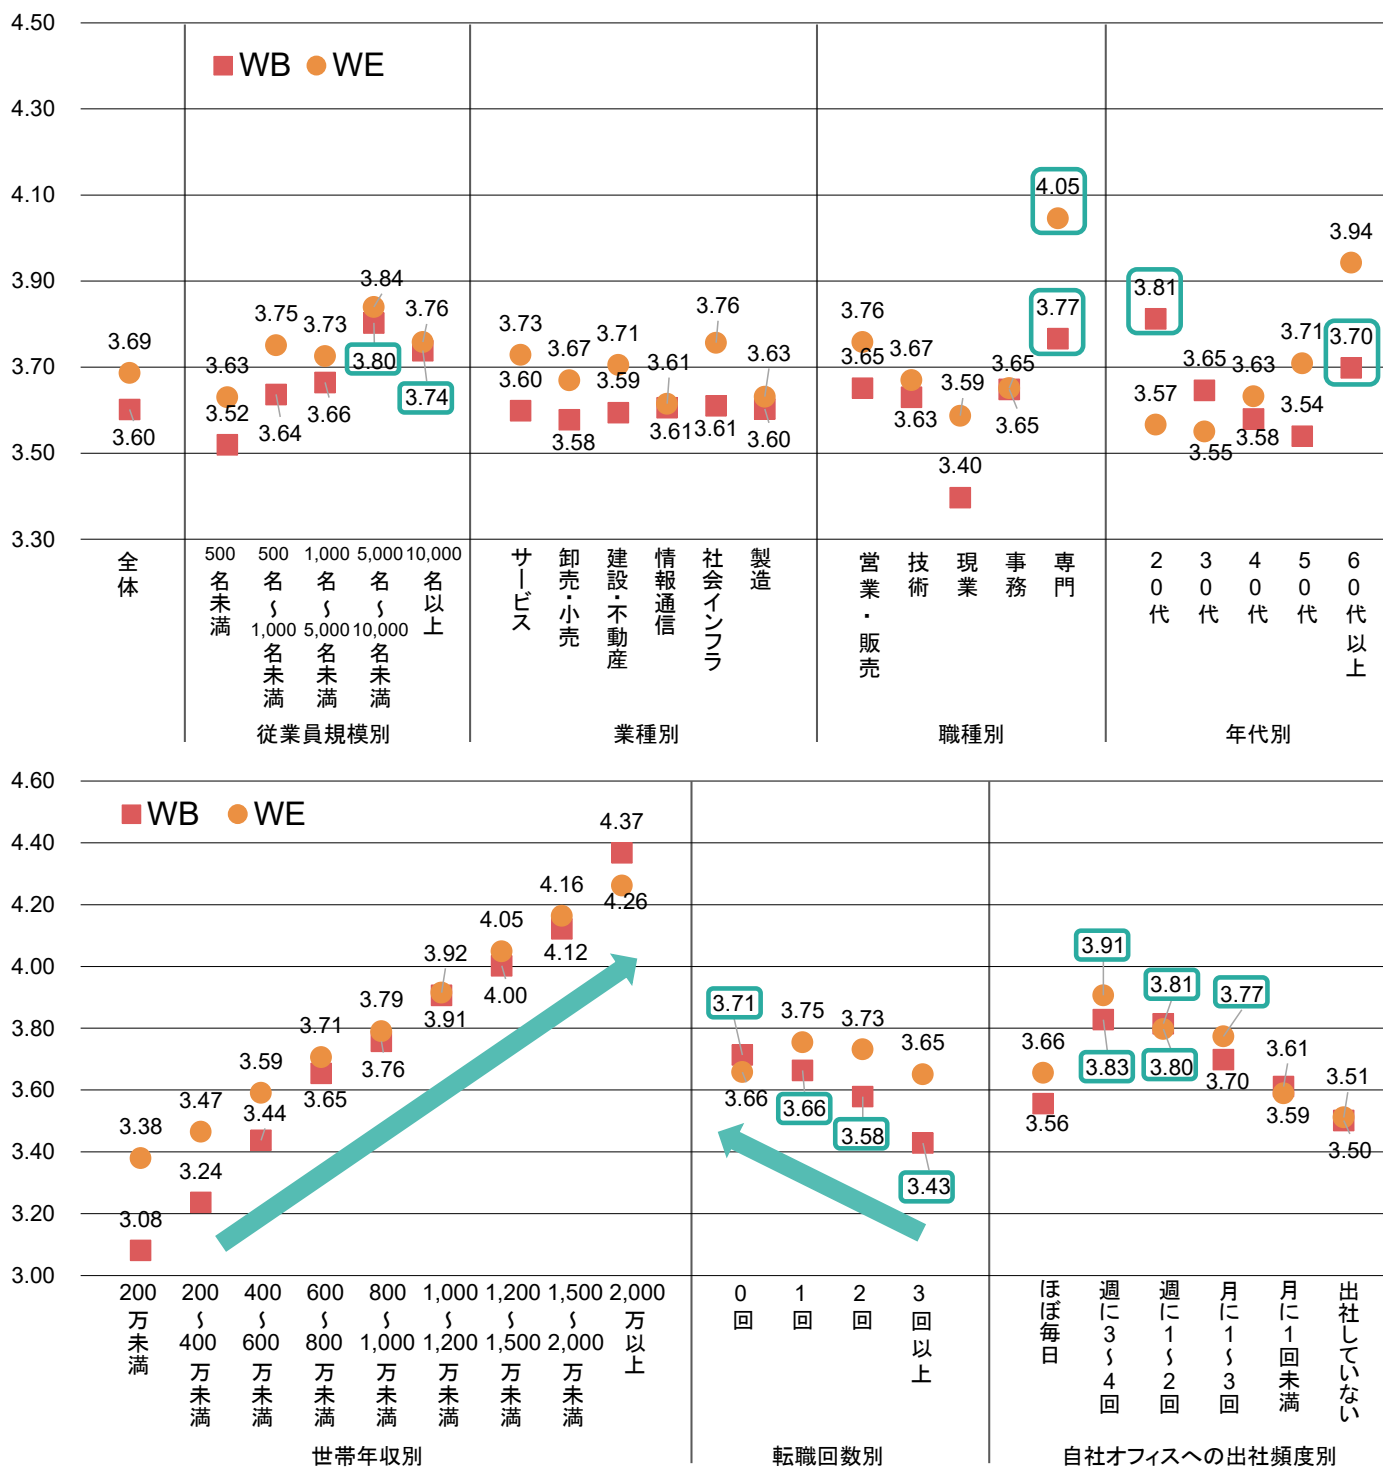 4.50
4.30
4.10
3.90
3.70
3.50
3.30
WB WE
3.69
3.60
3.63
3.52
3.75
3.64
3.73
3.66
3.84
3.80
3.76
3.74
3.73
3.60
3.67
3.58
3.71
3.59
3.61
3.61
3.76
3.61
3.63
3.60
3.76
3.65
3.67
3.63
3.59
3.40
3.65
3.65
4.05
3.77
3.81
3.57
3.65
3.55
3.63
3.58
3.71
3.54
3.94
3.70
全体
500名未満
500名～1,000名未満
1,000名～5,000名未満
5,000名～10,000名未満
10,000名以上
サービス
卸売・小売
建設・不動産
情報通信
社会インフラ
製造
営業・販売
技術
現業
事務
専門
20代
30代
40代
50代
60代以上
従業員規模別
業種別
職種別
年代別
4.60
4.40
4.20
4.00
3.80
3.60
3.40
3.20
3.00
WB WE
3.38
3.08
3.47
3.24
3.59
3.44
3.71
3.65
3.79
3.76
3.92
3.91
4.05
4.00
4.16
4.12
4.37
4.26
3.71
3.66
3.75
3.66
3.73
3.58
3.65
3.43
3.66
3.56
3.91
3.83
3.81
3.80
3.77
3.70
3.61
3.59
3.51
3.50
200万未満
200～400万未満
400～600万未満
600～800万未満
800～1,000万未満
1,000～1,200万未満
1,200～1,500万未満
1,500～2,000万未満
2,000万以上
0回
1回
2回
3回以上
ほぼ毎日
週に3～4回
週に1～2回
月に1～3回
月に1回未満
出社していない
世帯年収別
転職回数別
自社オフィスへの出社頻度別